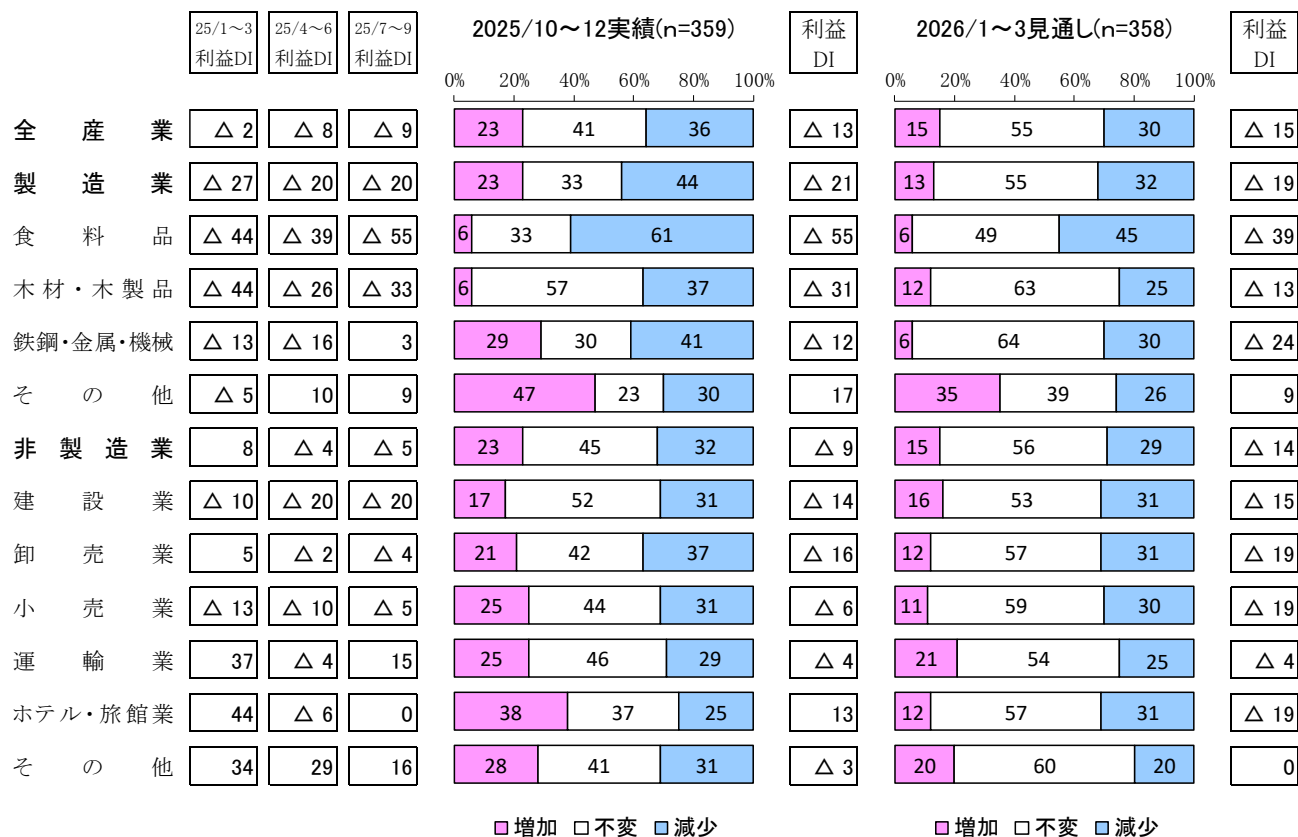 25/1～3 25/4～6 25/7～9 2025/10～12実績(n=359) 利益 2026/1～3見通し(n=358) 利益
利益DI 利益DI 利益DI DI DI
0% 20% 40% 60% 80% 100% 0% 20% 40% 60% 80% 100%
全産業 △ 2 △ 8 △ 9 23 41 36 △ 13 15 55 30 △ 15
製造業 △ 27 △ 20 △ 20 23 33 44 △ 21 13 55 32 △ 19
食料品 △ 44 △ 39 △ 55 6 33 61 △ 55 6 49 45 △ 39
木材・木製品 △ 44 △ 26 △ 33 6 57 37 △ 31 12 63 25 △ 13
鉄鋼・金属・機械 △ 13 △ 16 3 29 30 41 △ 12 6 64 30 △ 24
その他 △ 5 10 9 47 23 30 17 35 39 26 9
非製造業 8 △ 4 △ 5 23 45 32 △ 9 15 56 29 △ 14
建設業 △ 10 △ 20 △ 20 17 52 31 △ 14 16 53 31 △ 15
卸売業 5 △ 2 △ 4 21 42 37 △ 16 12 57 31 △ 19
小売業 △ 13 △ 10 △ 5 25 44 31 △ 6 11 59 30 △ 19
運輸業 37 △ 4 15 25 46 29 △ 4 21 54 25 △ 4
ホテル・旅館業 44 △ 6 0 38 37 25 13 12 57 31 △ 19
その他 34 29 16 28 41 31 △ 3 20 60 20 0
増加 不変 減少 増加 不変 減少